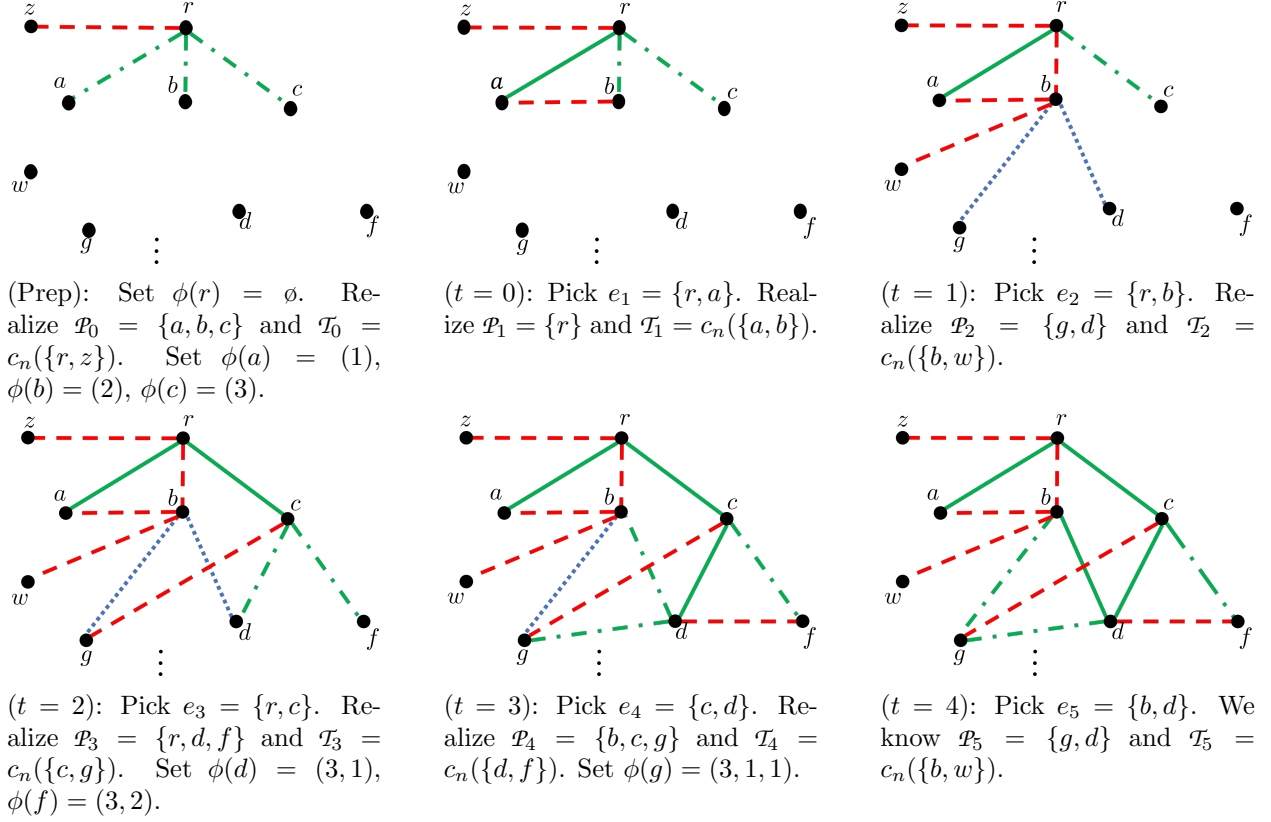 z r
a b c
w g d f
⋮
(Prep): Set ϕ(r) = ø. Re-
alize 𝒫₀ = {a, b, c} and 𝒯₀ =
cₙ({r, z}). Set ϕ(a) = (1),
ϕ(b) = (2), ϕ(c) = (3).
z r
a b c
w g d f
⋮
(t = 0): Pick e₁ = {r, a}. Real-
ize 𝒫₁ = {r} and 𝒯₁ = cₙ({a, b}).
z r
a b c
w g d f
⋮
(t = 1): Pick e₂ = {r, b}. Re-
alize 𝒫₂ = {g, d} and 𝒯₂ =
cₙ({b, w}).
z r
a b c
w g d f
⋮
(t = 2): Pick e₃ = {r, c}. Re-
alize 𝒫₃ = {r, d, f} and 𝒯₃ =
cₙ({c, g}). Set ϕ(d) = (3, 1),
ϕ(f) = (3, 2).
z r
a b c
w g d f
⋮
(t = 3): Pick e₄ = {c, d}. Re-
alize 𝒫₄ = {b, c, g} and 𝒯₄ =
cₙ({d, f}). Set ϕ(g) = (3, 1, 1).
z r
a b c
w g d f
⋮
(t = 4): Pick e₅ = {b, d}. We
know 𝒫₅ = {g, d} and 𝒯₅ =
cₙ({b, w}).